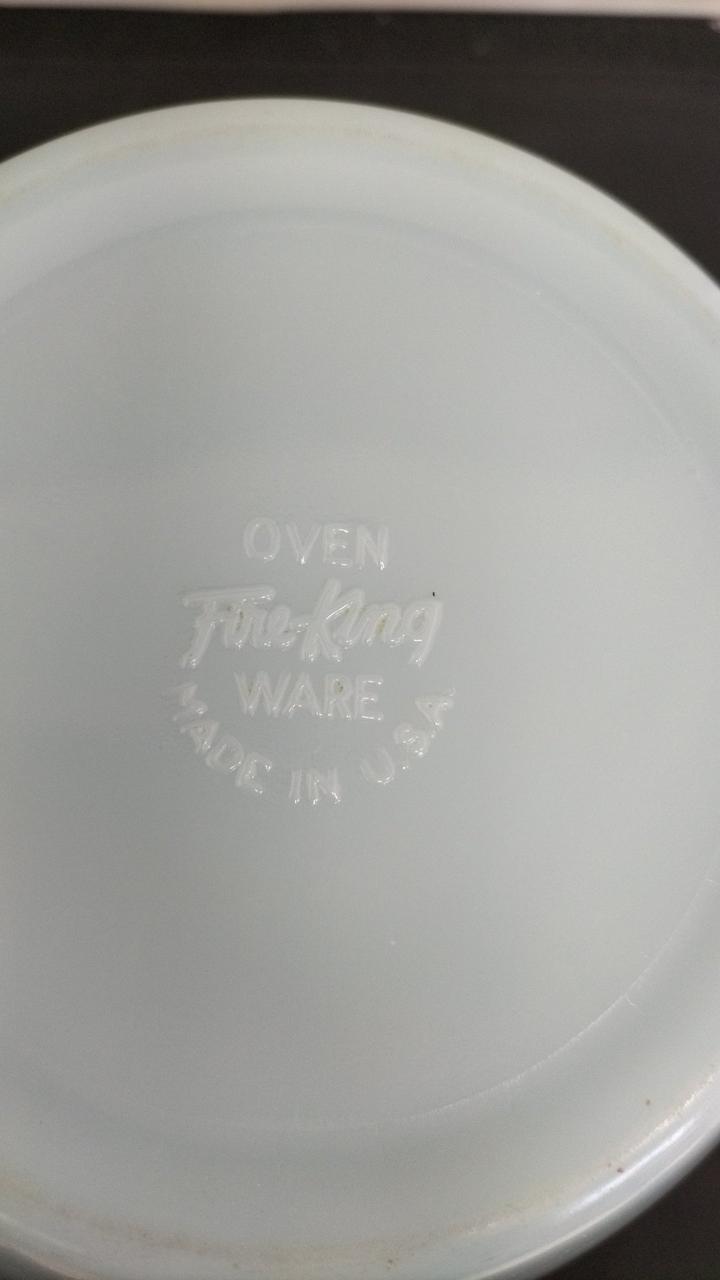 OVEN
Fire-King
WARE
MADE IN U.S.A